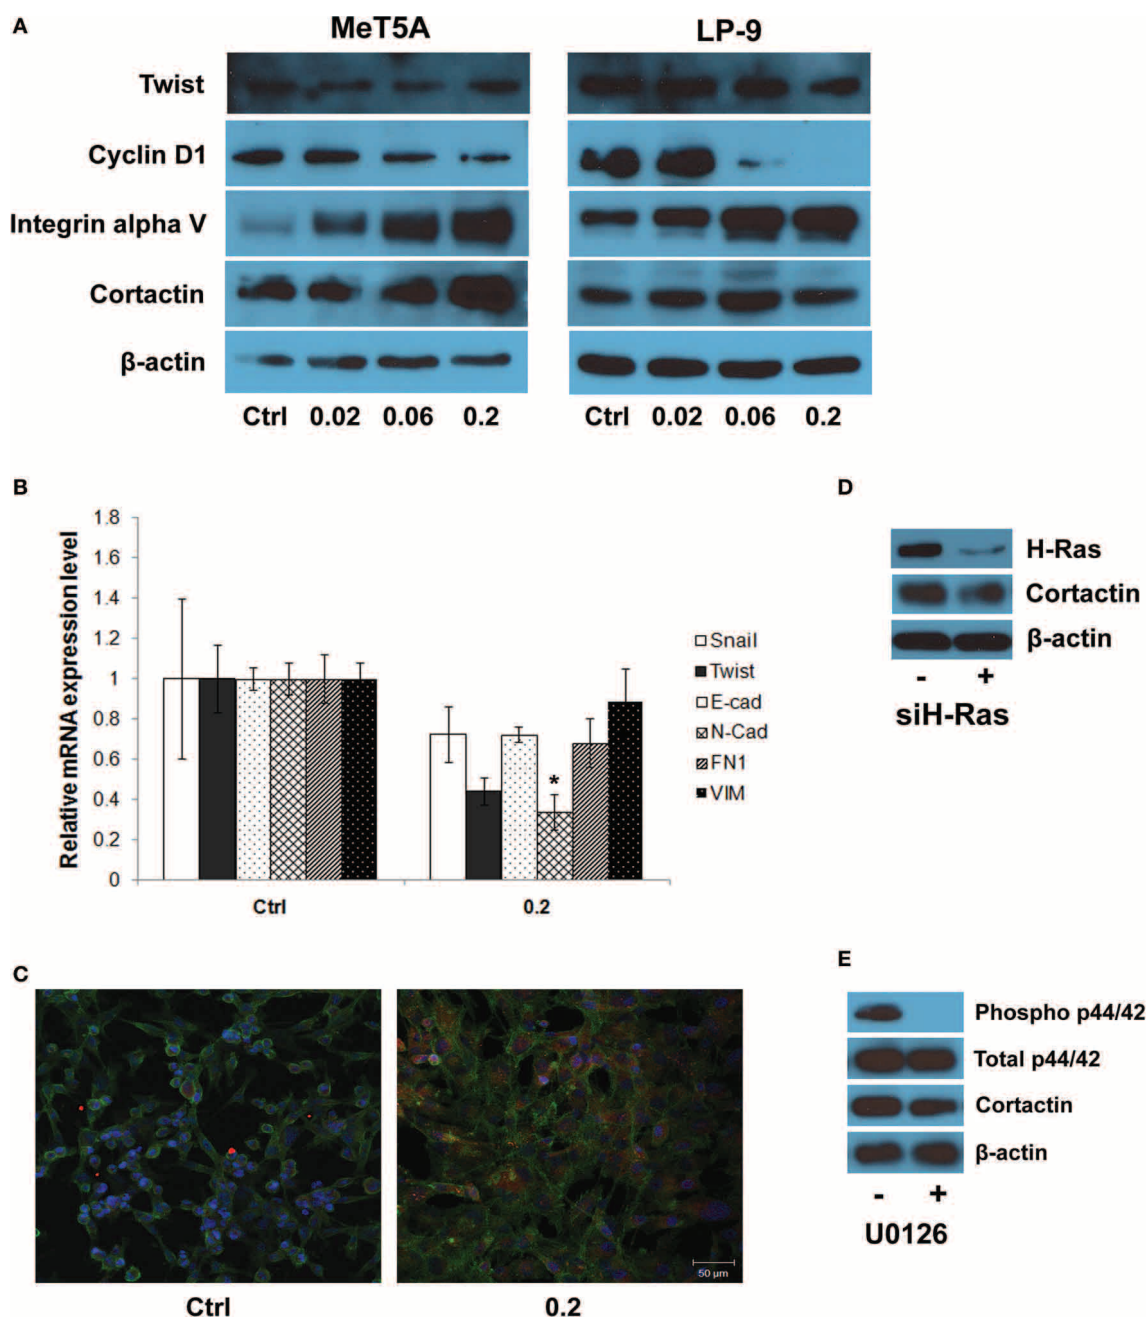 A
MeT5A LP-9
Twist
Cyclin D1
Integrin alpha V
Cortactin
β-actin
Ctrl 0.02 0.06 0.2 Ctrl 0.02 0.06 0.2
B
Relative mRNA expression level
1.8
1.6
1.4
1.2
1
0.8
0.6
0.4
0.2
0
*
Ctrl 0.2
Snail
Twist
E-cad
N-Cad
FN1
VIM
D
H-Ras
Cortactin
β-actin
- +
siH-Ras
C
50 µm
Ctrl 0.2
E
Phospho p44/42
Total p44/42
Cortactin
β-actin
- +
U0126